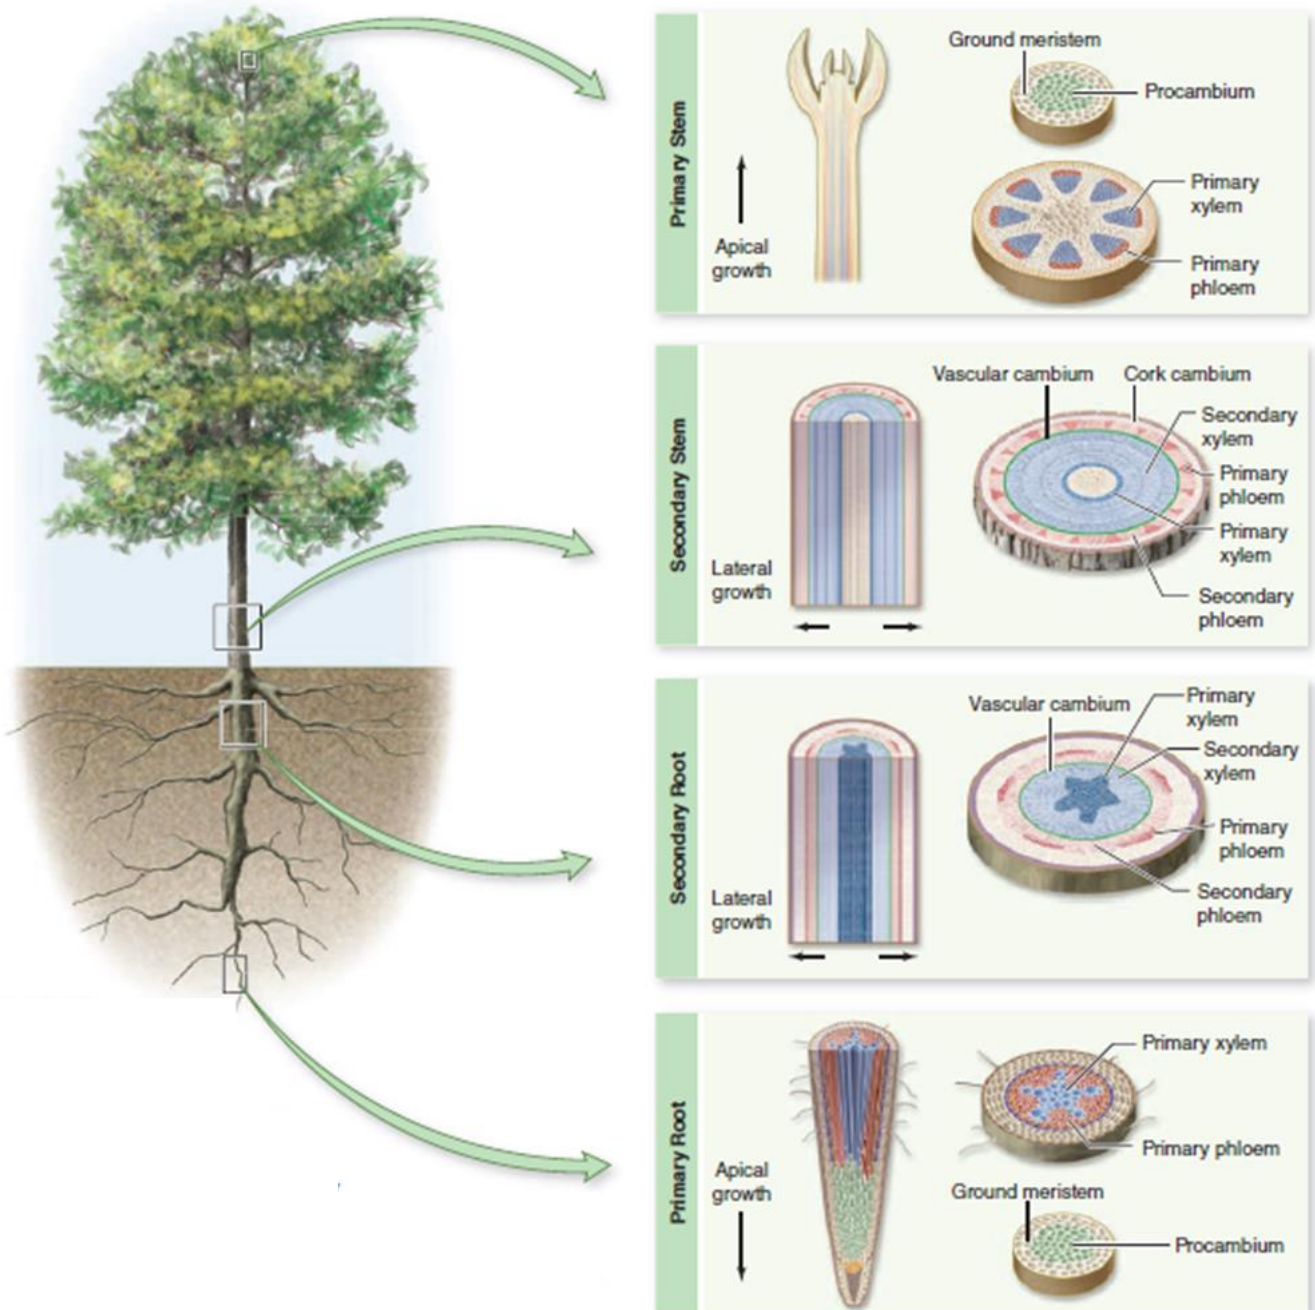 Primary Stem
Apical
growth
Ground meristem
Procambium
Primary
xylem
Primary
phloem
Secondary Stem
Lateral
growth
Vascular cambium
Cork cambium
Secondary
xylem
Primary
phloem
Primary
xylem
Secondary
phloem
Secondary Root
Lateral
growth
Vascular cambium
Primary
xylem
Secondary
xylem
Primary
phloem
Secondary
phloem
Primary Root
Apical
growth
Primary xylem
Primary phloem
Ground meristem
Procambium